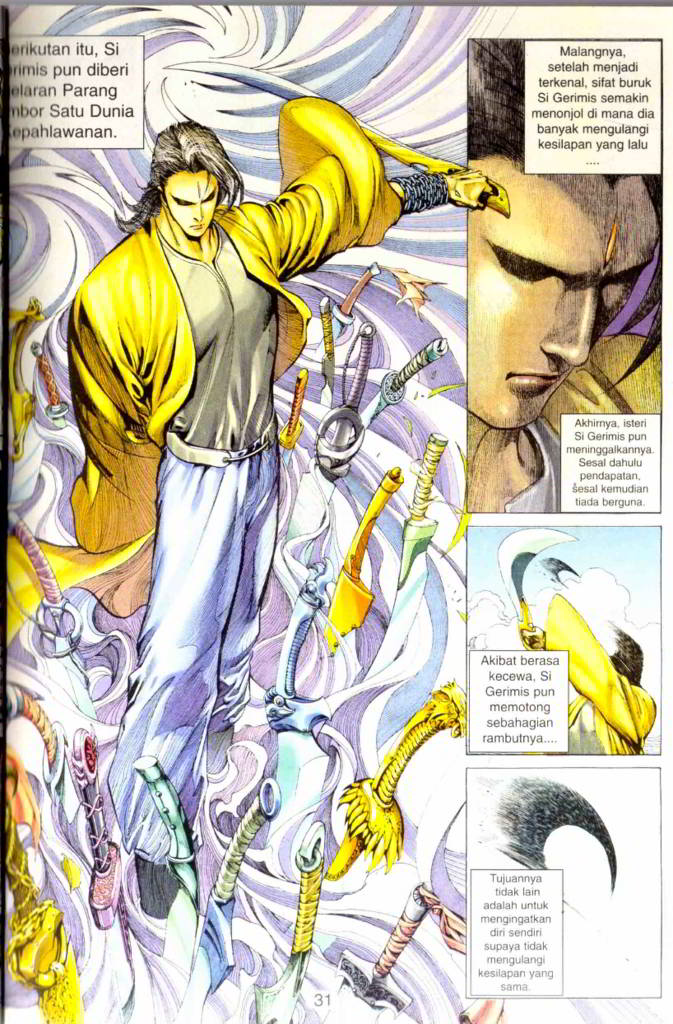 erikutan itu, Si
rimis pun diberi
elaran Parang
mbor Satu Dunia
epahlawanan.
Malangnya,
setelah menjadi
terkenal, sifat buruk
Si Gerimis semakin
menonjol di mana dia
banyak mengulangi
kesilapan yang lalu
....
Akhirnya, isteri
Si Gerimis pun
meninggalkannya.
Sesal dahulu
pendapatan,
sesal kemudian
tiada berguna.
Akibat berasa
kecewa, Si
Gerimis pun
memotong
sebahagian
rambutnya....
Tujuannya
tidak lain
adalah untuk
mengingatkan
diri sendiri
supaya tidak
mengulangi
kesilapan yang
sama.
31